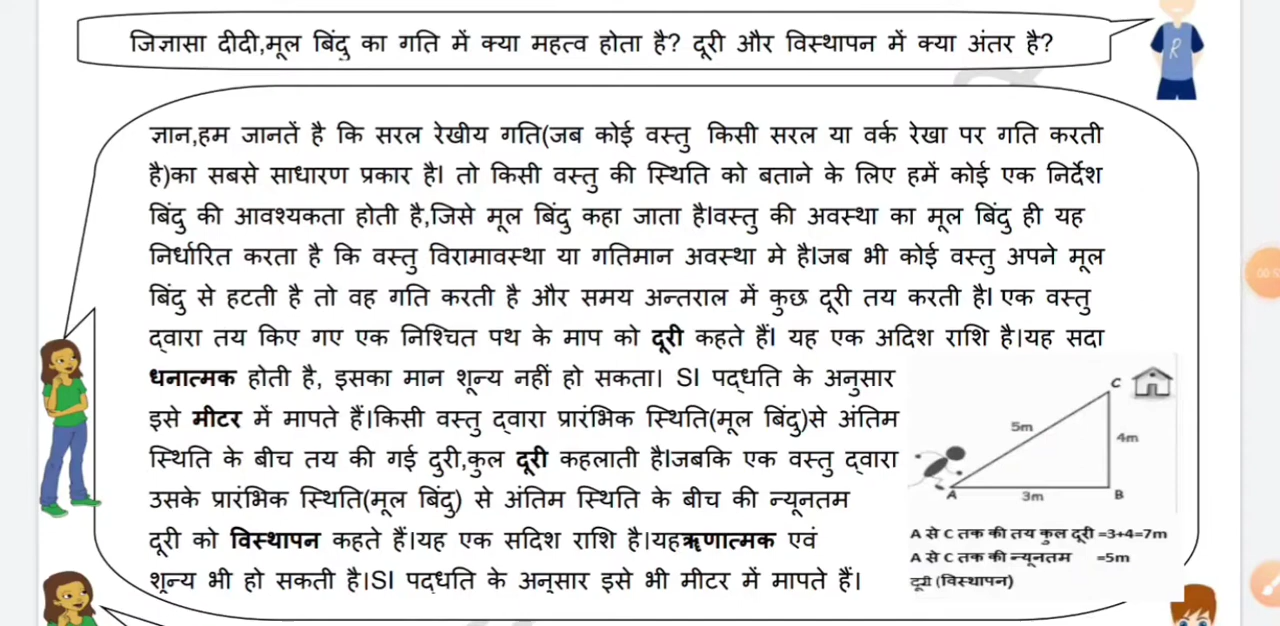 जिज्ञासा दीदी,मूल बिंदु का गति में क्या महत्व होता है? दूरी और विस्थापन में क्या अंतर है?
R
ज्ञान,हम जानतें है कि सरल रेखीय गति(जब कोई वस्तु किसी सरल या वर्क रेखा पर गति करती
है)का सबसे साधारण प्रकार है। तो किसी वस्तु की स्थिति को बताने के लिए हमें कोई एक निर्देश
बिंदु की आवश्यकता होती है,जिसे मूल बिंदु कहा जाता है।वस्तु की अवस्था का मूल बिंदु ही यह
निर्धारित करता है कि वस्तु विरामावस्था या गतिमान अवस्था मे है।जब भी कोई वस्तु अपने मूल
बिंदु से हटती है तो वह गति करती है और समय अन्तराल में कुछ दूरी तय करती है। एक वस्तु
द्वारा तय किए गए एक निश्चित पथ के माप को दूरी कहते हैं। यह एक अदिश राशि है।यह सदा
धनात्मक होती है, इसका मान शून्य नहीं हो सकता। SI पद्धति के अनुसार
इसे मीटर में मापते हैं।किसी वस्तु द्वारा प्रारंभिक स्थिति(मूल बिंदु)से अंतिम
स्थिति के बीच तय की गई दुरी,कुल दूरी कहलाती है।जबकि एक वस्तु द्वारा
उसके प्रारंभिक स्थिति(मूल बिंदु) से अंतिम स्थिति के बीच की न्यूनतम
दूरी को विस्थापन कहते हैं।यह एक सदिश राशि है।यहऋणात्मक एवं
शून्य भी हो सकती है।SI पद्धति के अनुसार इसे भी मीटर में मापते हैं।
C
5m
4m
A
3m
B
A से C तक की तय कुल दूरी =3+4=7m
A से C तक की न्यूनतम =5m
दूरी (विस्थापन)